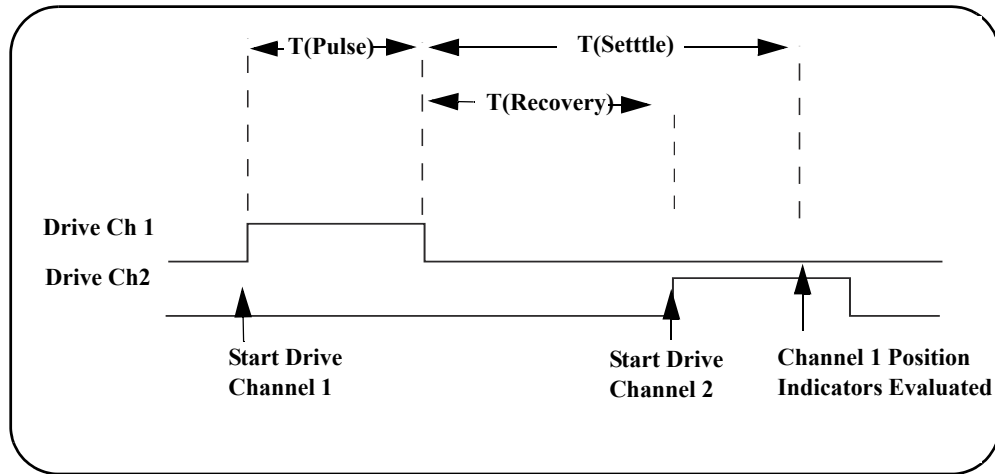 T(Pulse)
T(Setttle)
T(Recovery)
Drive Ch 1
Drive Ch2
Start Drive
Channel 1
Start Drive
Channel 2
Channel 1 Position
Indicators Evaluated